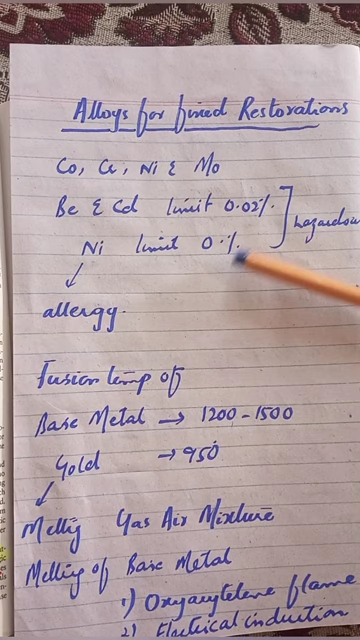 Alloys for fixed Restorations
Co, Cr, Ni & Mo
Be & Cd limit 0.02%
hazardou
Ni limit 0.1%
allergy.
Fusion temp of
Base Metal → 1200-1500
Gold → 950
Melting Gas Air Mixture
Melting of Base Metal
1) Oxyacytelene flame
2) Electrical induction